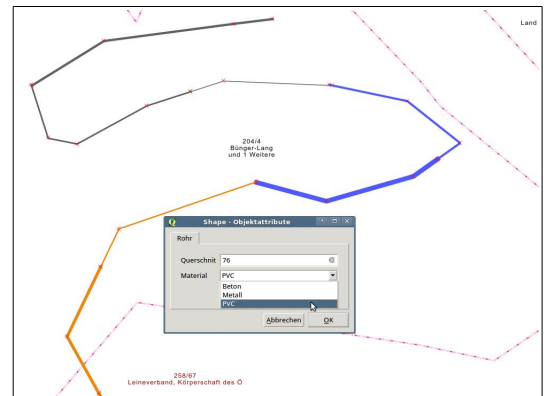 Land
204/4
Bünger-Lang
und 1 Weitere
Shape - Objektattribute
Rohr
Querschnit 76
Material PVC
Beton
Metall
PVC
Abbrechen OK
258/67
Leineverband, Körperschaft des Ö